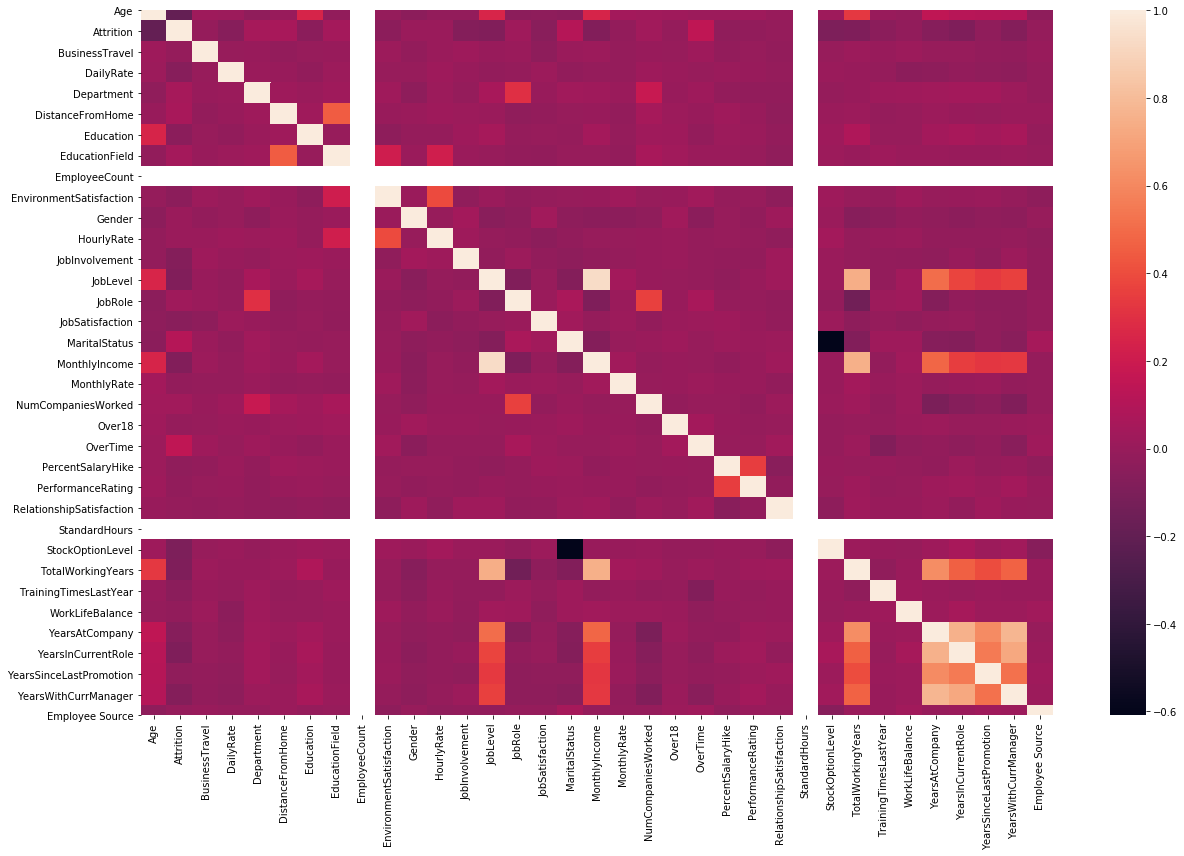 Age
Attrition
BusinessTravel
DailyRate
Department
DistanceFromHome
Education
EducationField
EmployeeCount
EnvironmentSatisfaction
Gender
HourlyRate
JobInvolvement
JobLevel
JobRole
JobSatisfaction
MaritalStatus
MonthlyIncome
MonthlyRate
NumCompaniesWorked
Over18
OverTime
PercentSalaryHike
PerformanceRating
RelationshipSatisfaction
StandardHours
StockOptionLevel
TotalWorkingYears
TrainingTimesLastYear
WorkLifeBalance
YearsAtCompany
YearsInCurrentRole
YearsSinceLastPromotion
YearsWithCurrManager
Employee Source
Age
Attrition
BusinessTravel
DailyRate
Department
DistanceFromHome
Education
EducationField
EmployeeCount
EnvironmentSatisfaction
Gender
HourlyRate
JobInvolvement
JobLevel
JobRole
JobSatisfaction
MaritalStatus
MonthlyIncome
MonthlyRate
NumCompaniesWorked
Over18
OverTime
PercentSalaryHike
PerformanceRating
RelationshipSatisfaction
StandardHours
StockOptionLevel
TotalWorkingYears
TrainingTimesLastYear
WorkLifeBalance
YearsAtCompany
YearsInCurrentRole
YearsSinceLastPromotion
YearsWithCurrManager
Employee Source
1.0
0.8
0.6
0.4
0.2
0.0
−0.2
−0.4
−0.6